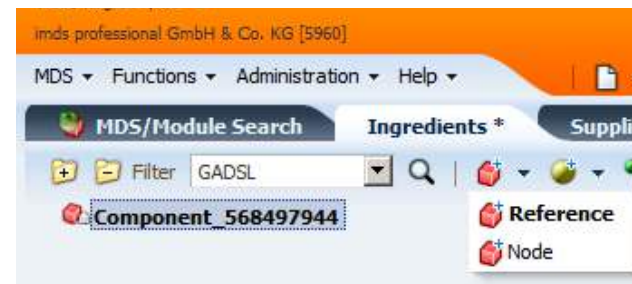 imds professional GmbH & Co. KG [5960]
MDS Functions Administration Help
MDS/Module Search Ingredients * Suppli
Filter GADSL
Component_568497944
Reference
Node